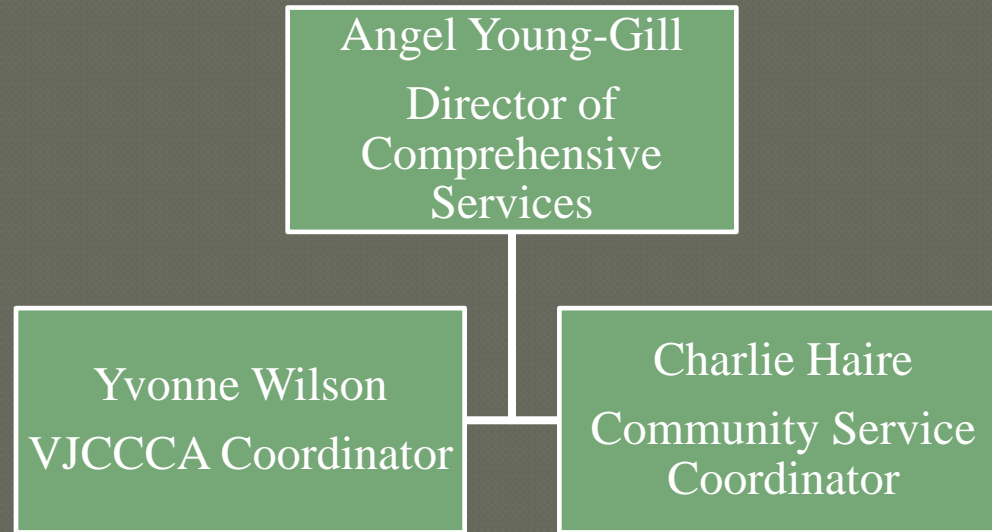 Angel Young-Gill
Director of
Comprehensive
Services
Yvonne Wilson
VJCCCA Coordinator
Charlie Haire
Community Service
Coordinator